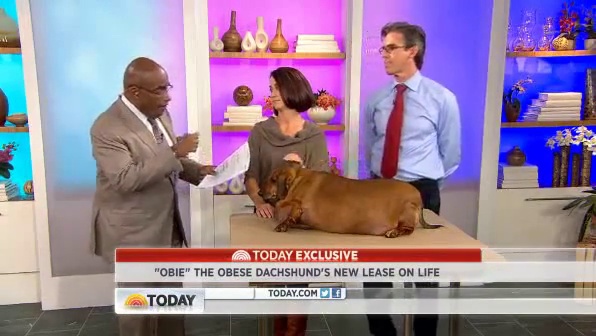 TODAY EXCLUSIVE
"OBIE" THE OBESE DACHSHUND'S NEW LEASE ON LIFE
TODAY
TODAY.COM